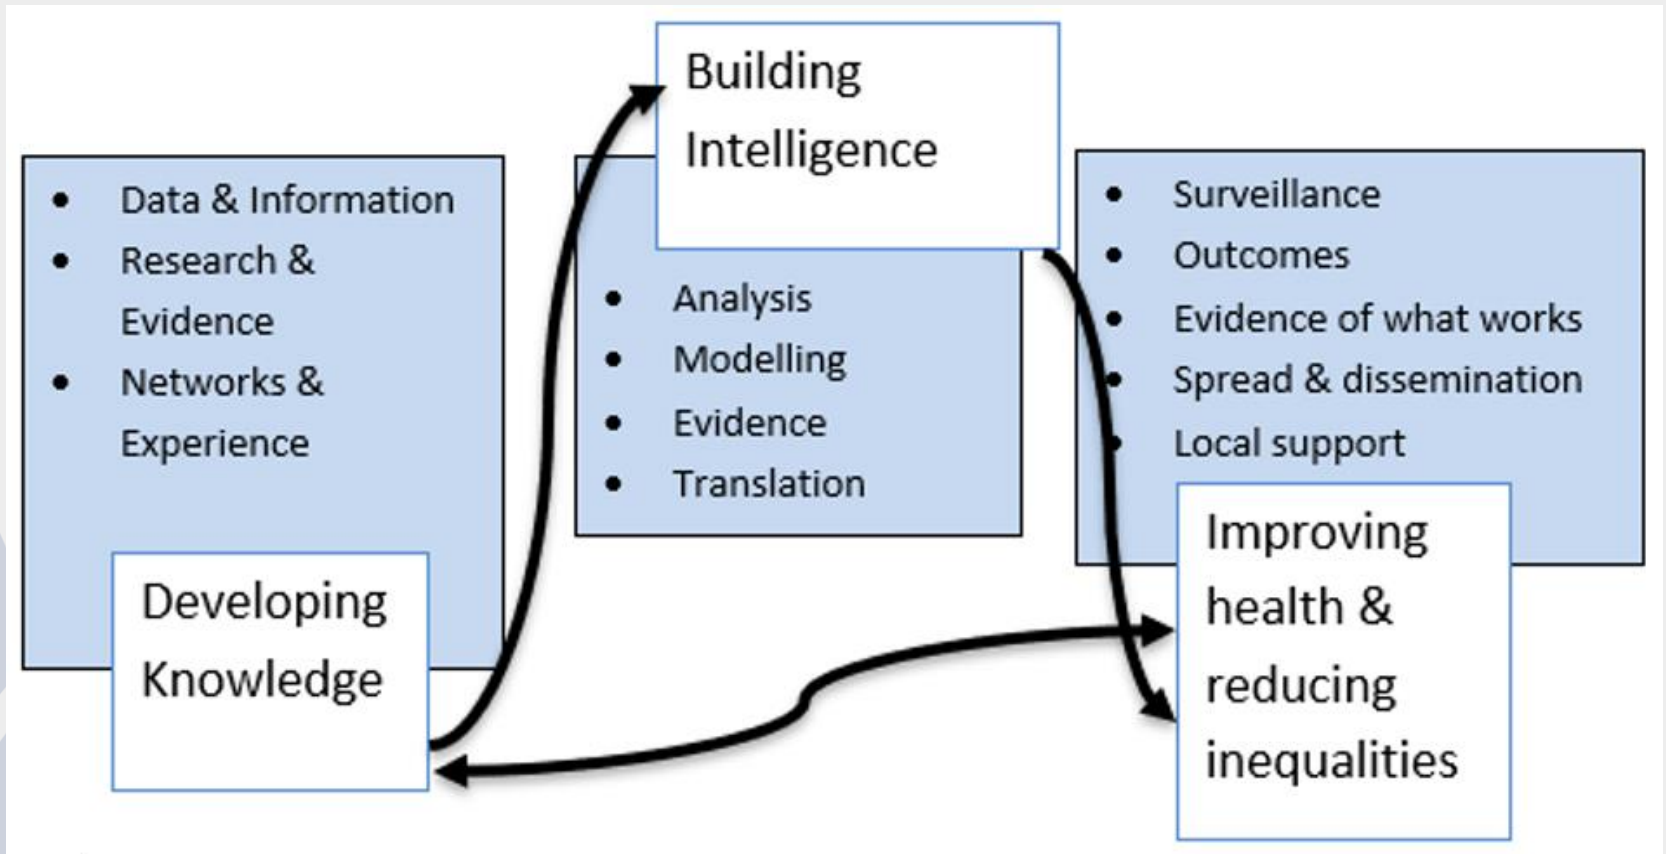 • Data & Information
• Research &
Evidence
• Networks &
Experience
Developing
Knowledge
Building
Intelligence
• Analysis
• Modelling
• Evidence
• Translation
• Surveillance
• Outcomes
• Evidence of what works
• Spread & dissemination
• Local support
Improving
health &
reducing
inequalities